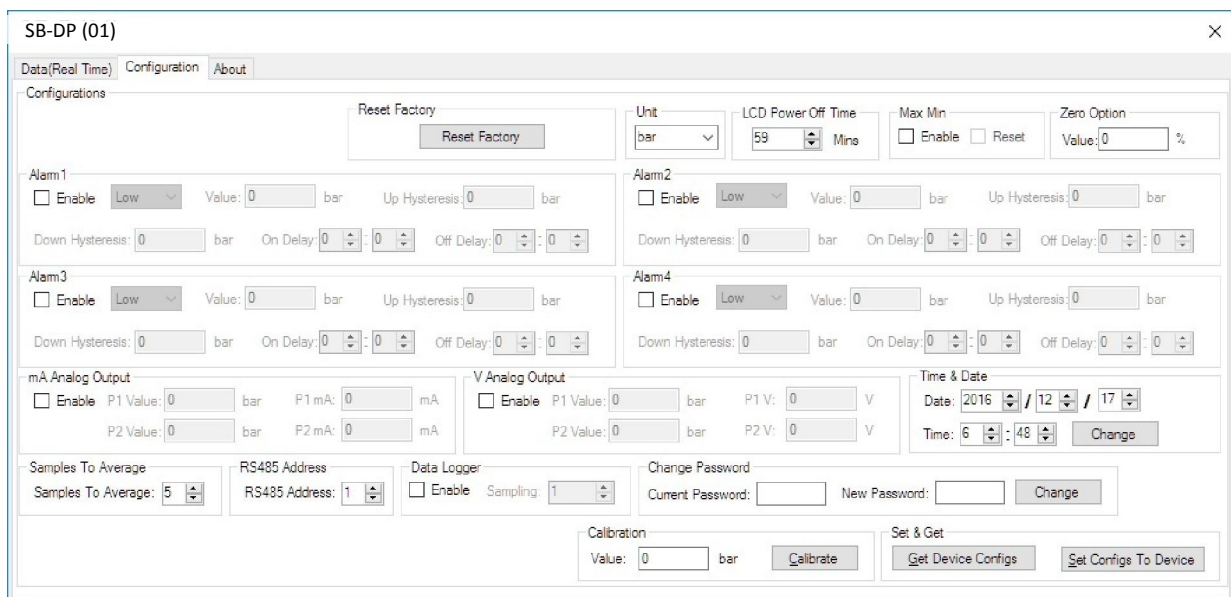 SB-DP (01)
Data(Real Time) Configuration About
Configurations
Reset Factory Unit LCD Power Off Time Max Min Zero Option
Reset Factory bar 59 Mins Enable Reset Value: 0 %
Alarm1 Alarm2
Enable Low Value: 0 bar Up Hysteresis: 0 bar Enable Low Value: 0 bar Up Hysteresis: 0 bar
Down Hysteresis: 0 bar On Delay: 0 : 0 Off Delay: 0 : 0 Down Hysteresis: 0 bar On Delay: 0 : 0 Off Delay: 0 : 0
Alarm3 Alarm4
Enable Low Value: 0 bar Up Hysteresis: 0 bar Enable Low Value: 0 bar Up Hysteresis: 0 bar
Down Hysteresis: 0 bar On Delay: 0 : 0 Off Delay: 0 : 0 Down Hysteresis: 0 bar On Delay: 0 : 0 Off Delay: 0 : 0
mA Analog Output V Analog Output Time & Date
Enable P1 Value: 0 bar P1 mA: 0 mA Enable P1 Value: 0 bar P1 V: 0 V Date: 2016 / 12 / 17
P2 Value: 0 bar P2 mA: 0 mA P2 Value: 0 bar P2 V: 0 V Time: 6 : 48 Change
Samples To Average RS485 Address Data Logger Change Password
Samples To Average: 5 RS485 Address: 1 Enable Sampling: 1 Current Password: New Password: Change
Calibration Set & Get
Value: 0 bar Calibrate Get Device Configs Set Configs To Device